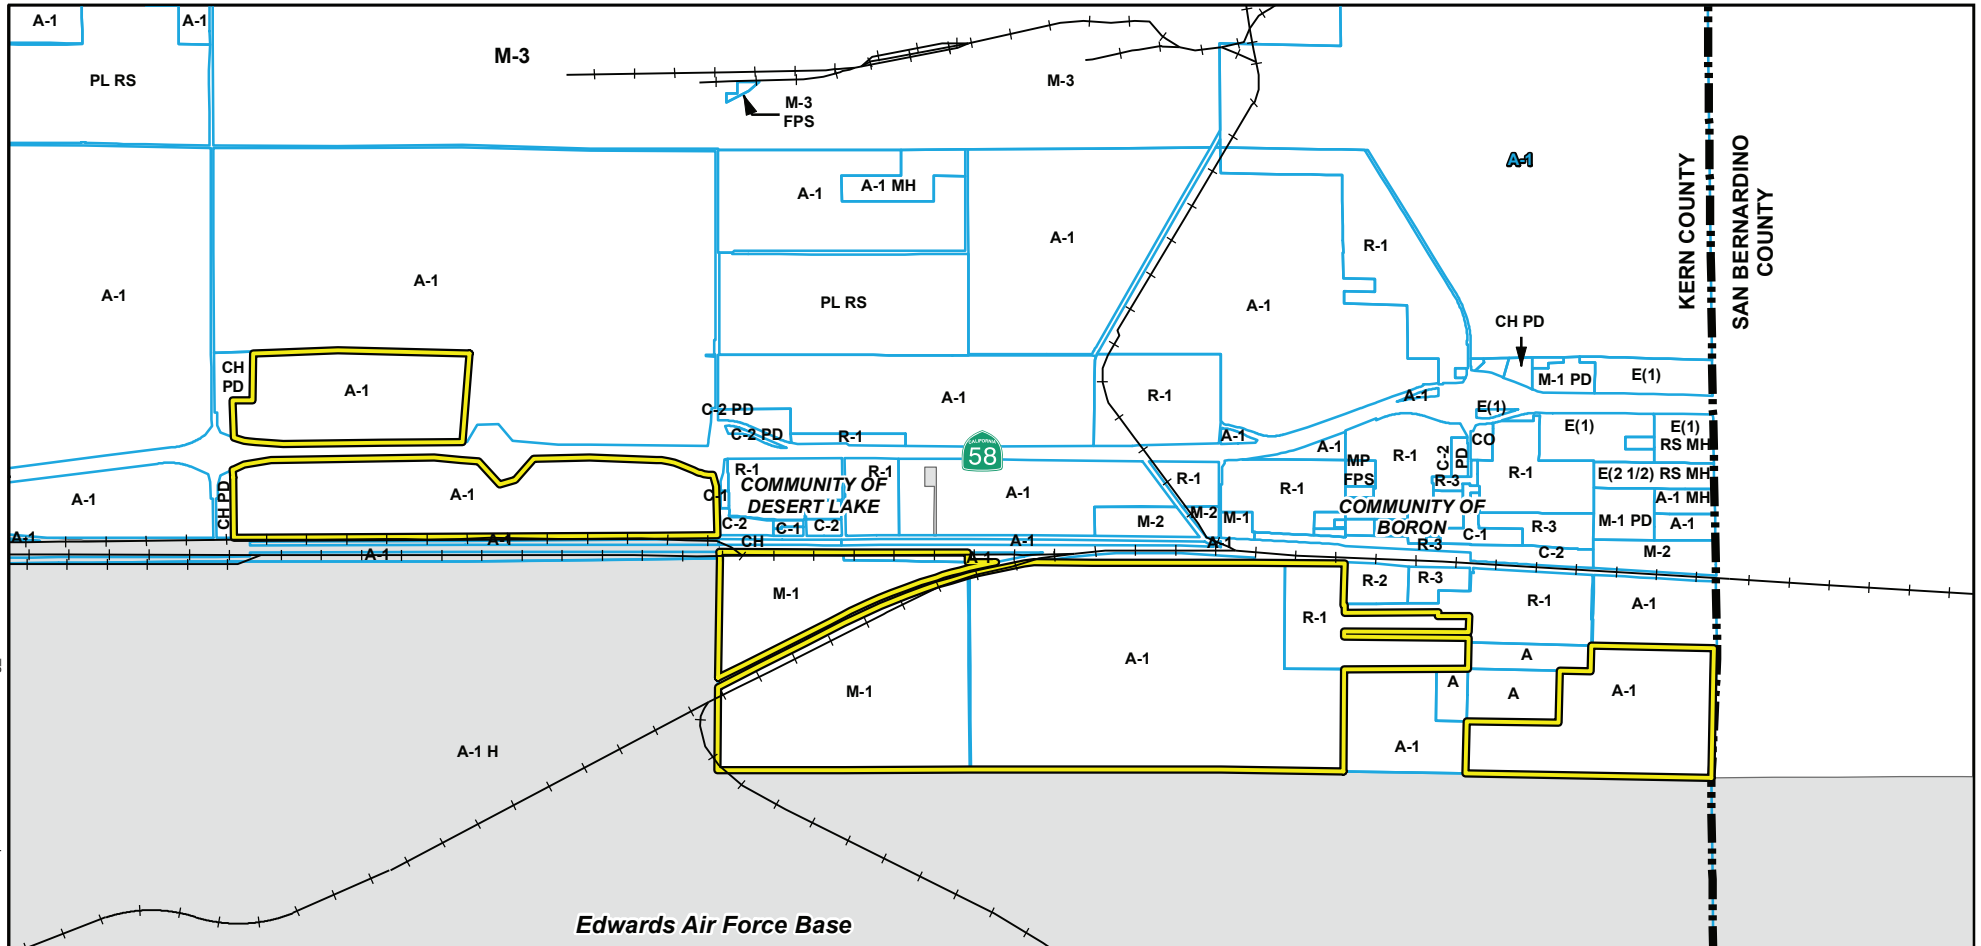 A-1
A-1
PL RS
M-3
M-3
M-3
FPS
A-1
KERN COUNTY
SAN BERNARDINO
COUNTY
A-1
A-1 MH
A-1
R-1
A-1
A-1
PL RS
A-1
CH PD
CH
PD
A-1
M-1 PD
E(1)
A-1
R-1
A-1
C-2 PD
C-2 PD
R-1
E(1)
A-1
A-1
CO
E(1)
E(1)
RS MH
CALIFORNIA
58
MP
FPS
R-1
C-2
PD
R-1
R-3
E(2 1/2)
RS MH
A-1
CH PD
A-1
C-1
R-1
R-1
COMMUNITY OF
DESERT LAKE
A-1
R-1
R-1
COMMUNITY OF
BORON
A-1 MH
C-2
C-1
C-2
M-2
M-2
M-1
C-1
R-3
M-1 PD
A-1
A-1
A-1
CH
A-1
A-1
R-3
C-2
M-2
A-1
A-1
M-1
R-2
R-3
R-1
A-1
R-1
A-1
A
M-1
A
A
A-1
A-1 H
A-1
Edwards Air Force Base